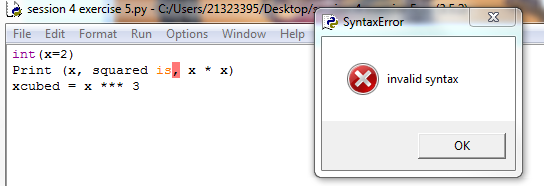 session 4 exercise 5.py - C:/Users/21323395/Desktop/
SyntaxError
File Edit Format Run Options Window Help
int(x=2)
Print (x, squared is, x * x)
xcubed = x *** 3
invalid syntax
OK